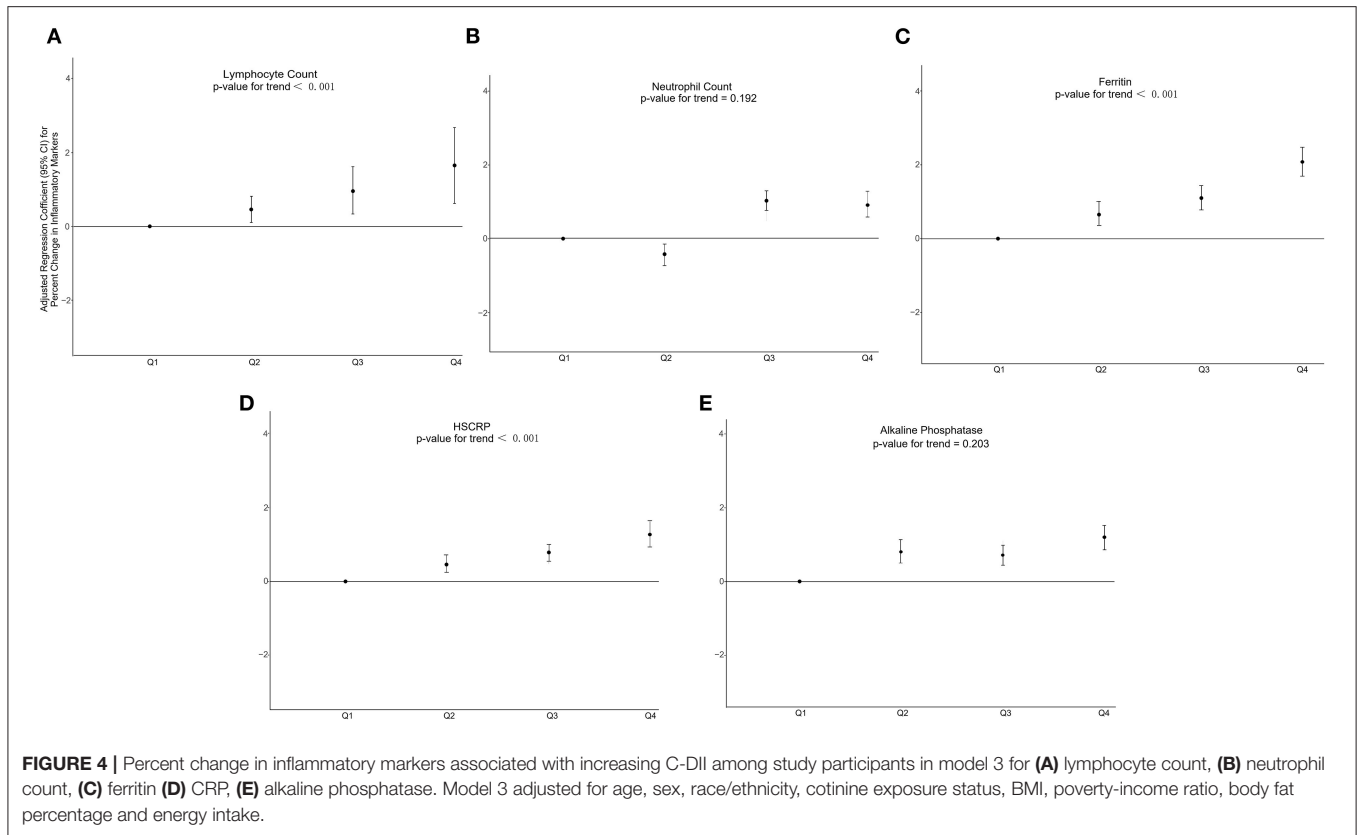 A
Lymphocyte Count
p-value for trend < 0.001
Adjusted Regression Cofficient (95% CI) for
Percent Change in Inflammatory Markers
4
2
0
−2
Q1 Q2 Q3 Q4
B
Neutrophil Count
p-value for trend = 0.192
4
2
0
−2
Q1 Q2 Q3 Q4
C
Ferritin
p-value for trend < 0.001
4
2
0
−2
Q1 Q2 Q3 Q4
D
HSCRP
p-value for trend < 0.001
4
2
0
−2
Q1 Q2 Q3 Q4
E
Alkaline Phosphatase
p-value for trend = 0.203
4
2
0
−2
Q1 Q2 Q3 Q4
FIGURE 4 | Percent change in inflammatory markers associated with increasing C-DII among study participants in model 3 for (A) lymphocyte count, (B) neutrophil
count, (C) ferritin (D) CRP, (E) alkaline phosphatase. Model 3 adjusted for age, sex, race/ethnicity, cotinine exposure status, BMI, poverty-income ratio, body fat
percentage and energy intake.